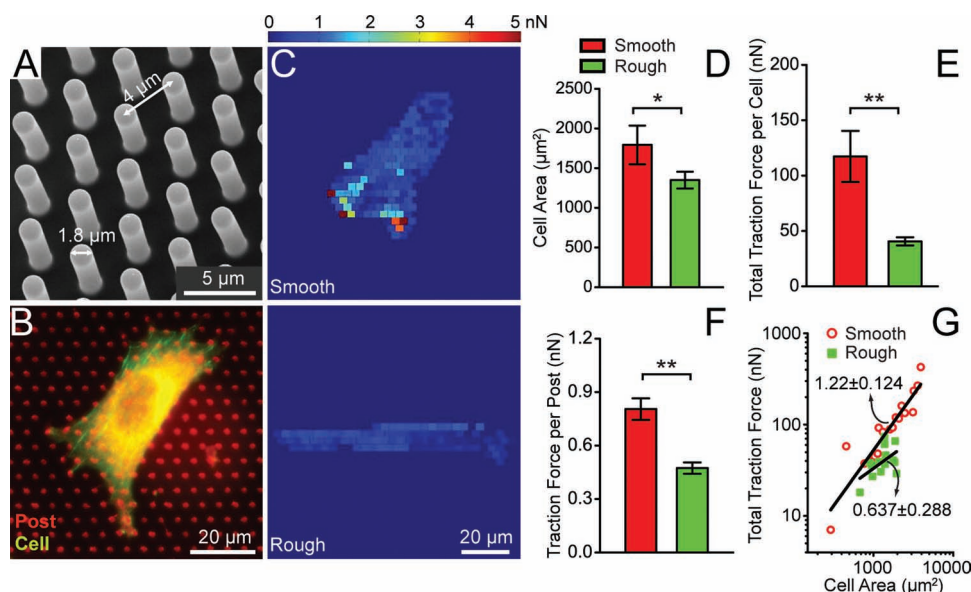 0 1 2 3 4 5 nN
A
4 µm
1.8 µm
5 µm
B
Post
Cell
20 µm
C
Smooth
Rough
20 µm
Smooth
Rough
D
*
Cell Area (µm²)
2500
2000
1500
1000
500
0
E
**
Total Traction Force per Cell (nN)
200
150
100
50
0
F
**
Traction Force per Post (nN)
1.2
0.9
0.6
0.3
0.0
G
Smooth
Rough
1.22±0.124
0.637±0.288
Total Traction Force (nN)
1000
100
10
1000 10000
Cell Area (µm²)